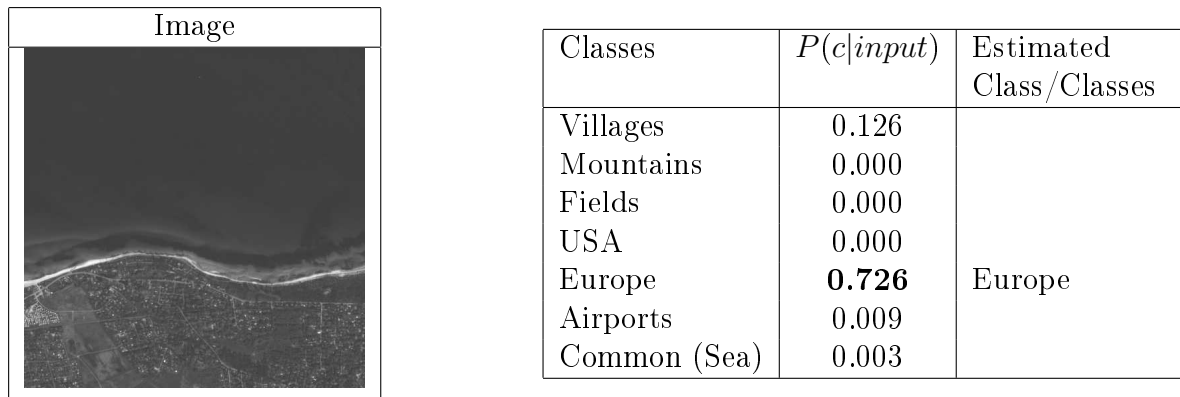 Image
Classes P(c|input) Estimated
Class/Classes
Villages 0.126
Mountains 0.000
Fields 0.000
USA 0.000
Europe 0.726 Europe
Airports 0.009
Common (Sea) 0.003